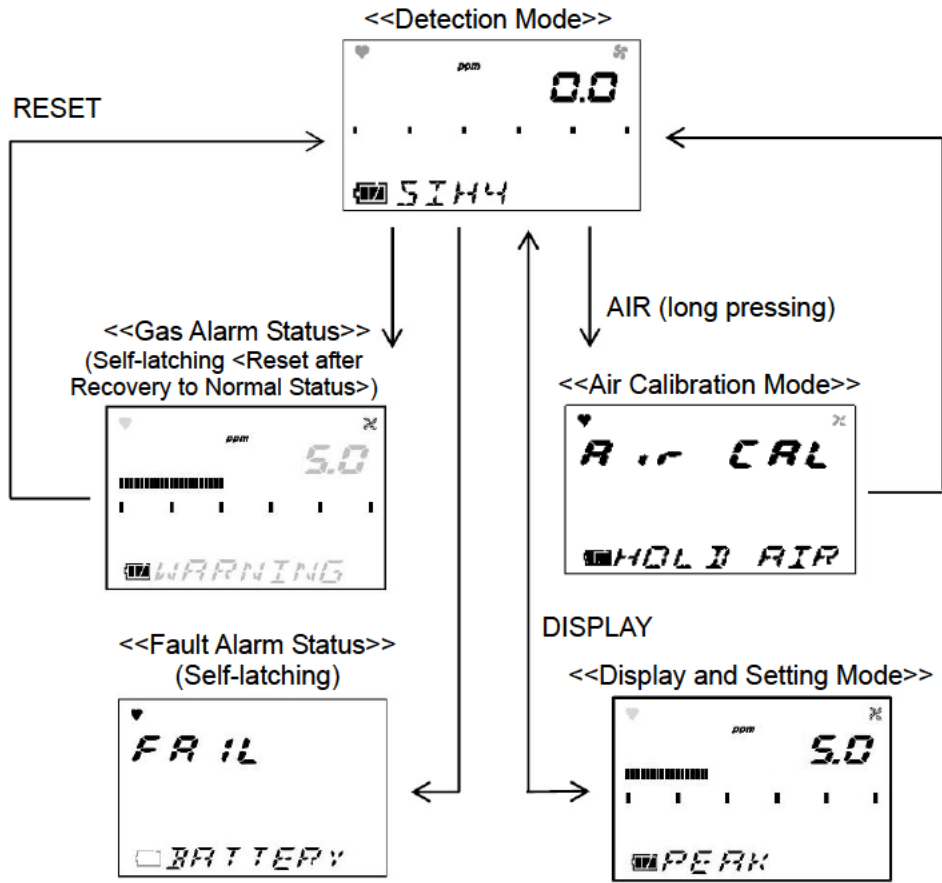 <<Detection Mode>>
ppm
0.0
SIH4
RESET
AIR (long pressing)
<<Gas Alarm Status>>
(Self-latching <Reset after
Recovery to Normal Status>)
ppm
5.0
WARNING
<<Air Calibration Mode>>
Air CAL
HOLD AIR
<<Fault Alarm Status>>
(Self-latching)
FAIL
BATTERY
DISPLAY
<<Display and Setting Mode>>
ppm
5.0
PEAK